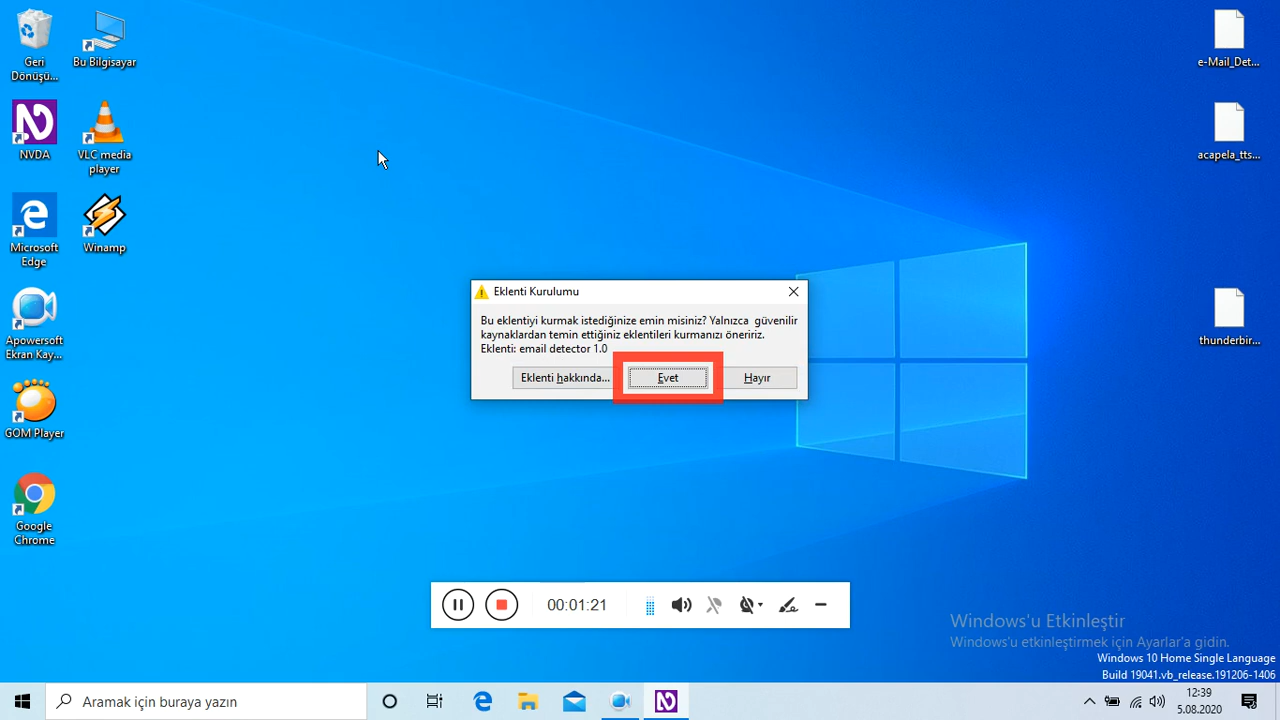 Geri
Dönüşü...
Bu Bilgisayar
NVDA
VLC media
player
Microsoft
Edge
Winamp
Apowersoft
Ekran Kay...
GOM Player
Google
Chrome
e-Mail_Det...
acapela_tts...
thunderbir...
Eklenti Kurulumu
Bu eklentiyi kurmak istediğinize emin misiniz? Yalnızca güvenilir
kaynaklardan temin ettiğiniz eklentileri kurmanızı öneririz.
Eklenti: email detector 1.0
Eklenti hakkında...
Evet
Hayır
00:01:21
Windows'u Etkinleştir
Windows'u etkinleştirmek için Ayarlar'a gidin.
Windows 10 Home Single Language
Build 19041.vb_release.191206-1406
Aramak için buraya yazın
12:39
5.08.2020